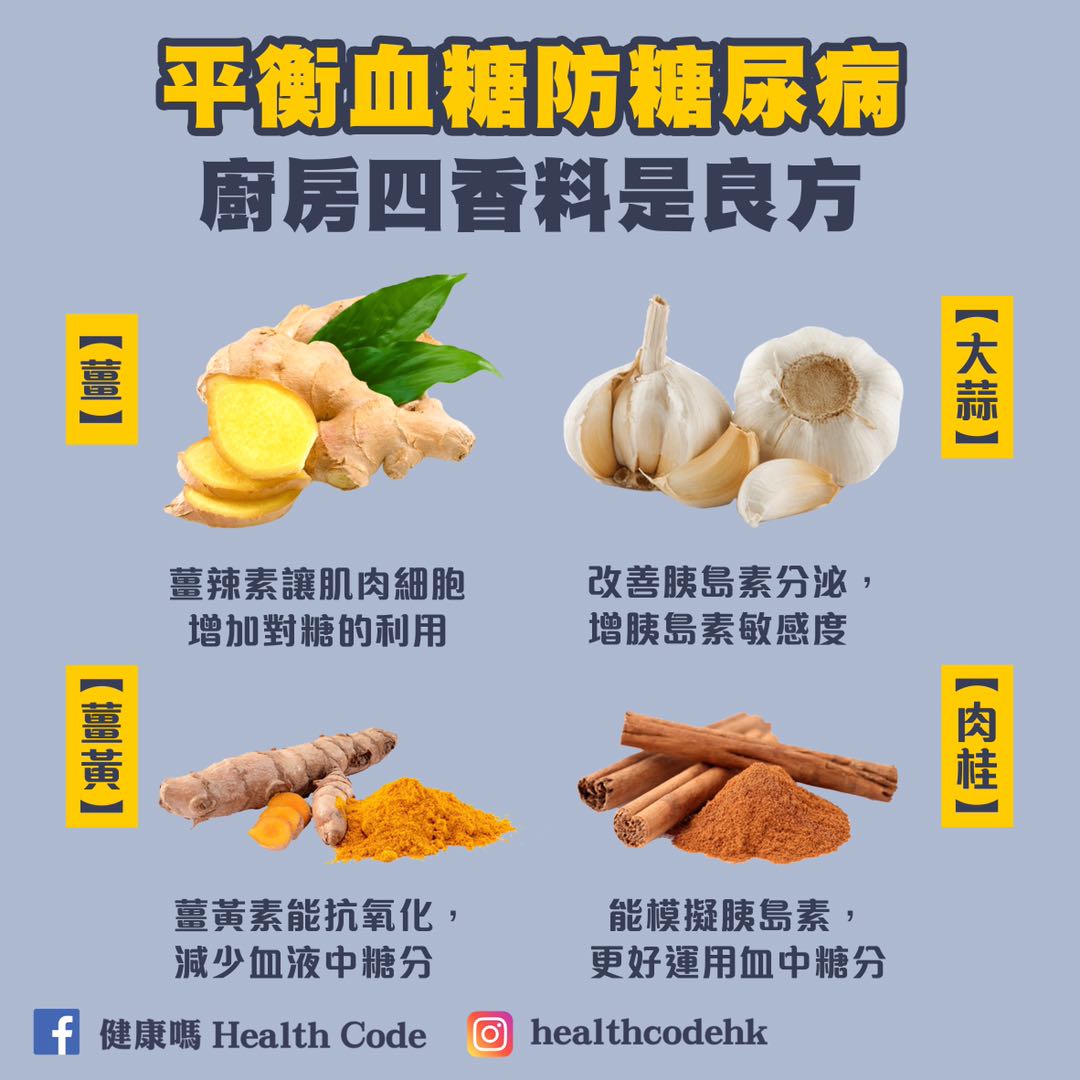 平衡血糖防糖尿病
廚房四香料是良方
【薑】
薑辣素讓肌肉細胞
增加對糖的利用
【大蒜】
改善胰島素分泌，
增胰島素敏感度
【薑黃】
薑黃素能抗氧化，
減少血液中糖分
【肉桂】
能模擬胰島素，
更好運用血中糖分
健康嗎 Health Code
healthcodehk